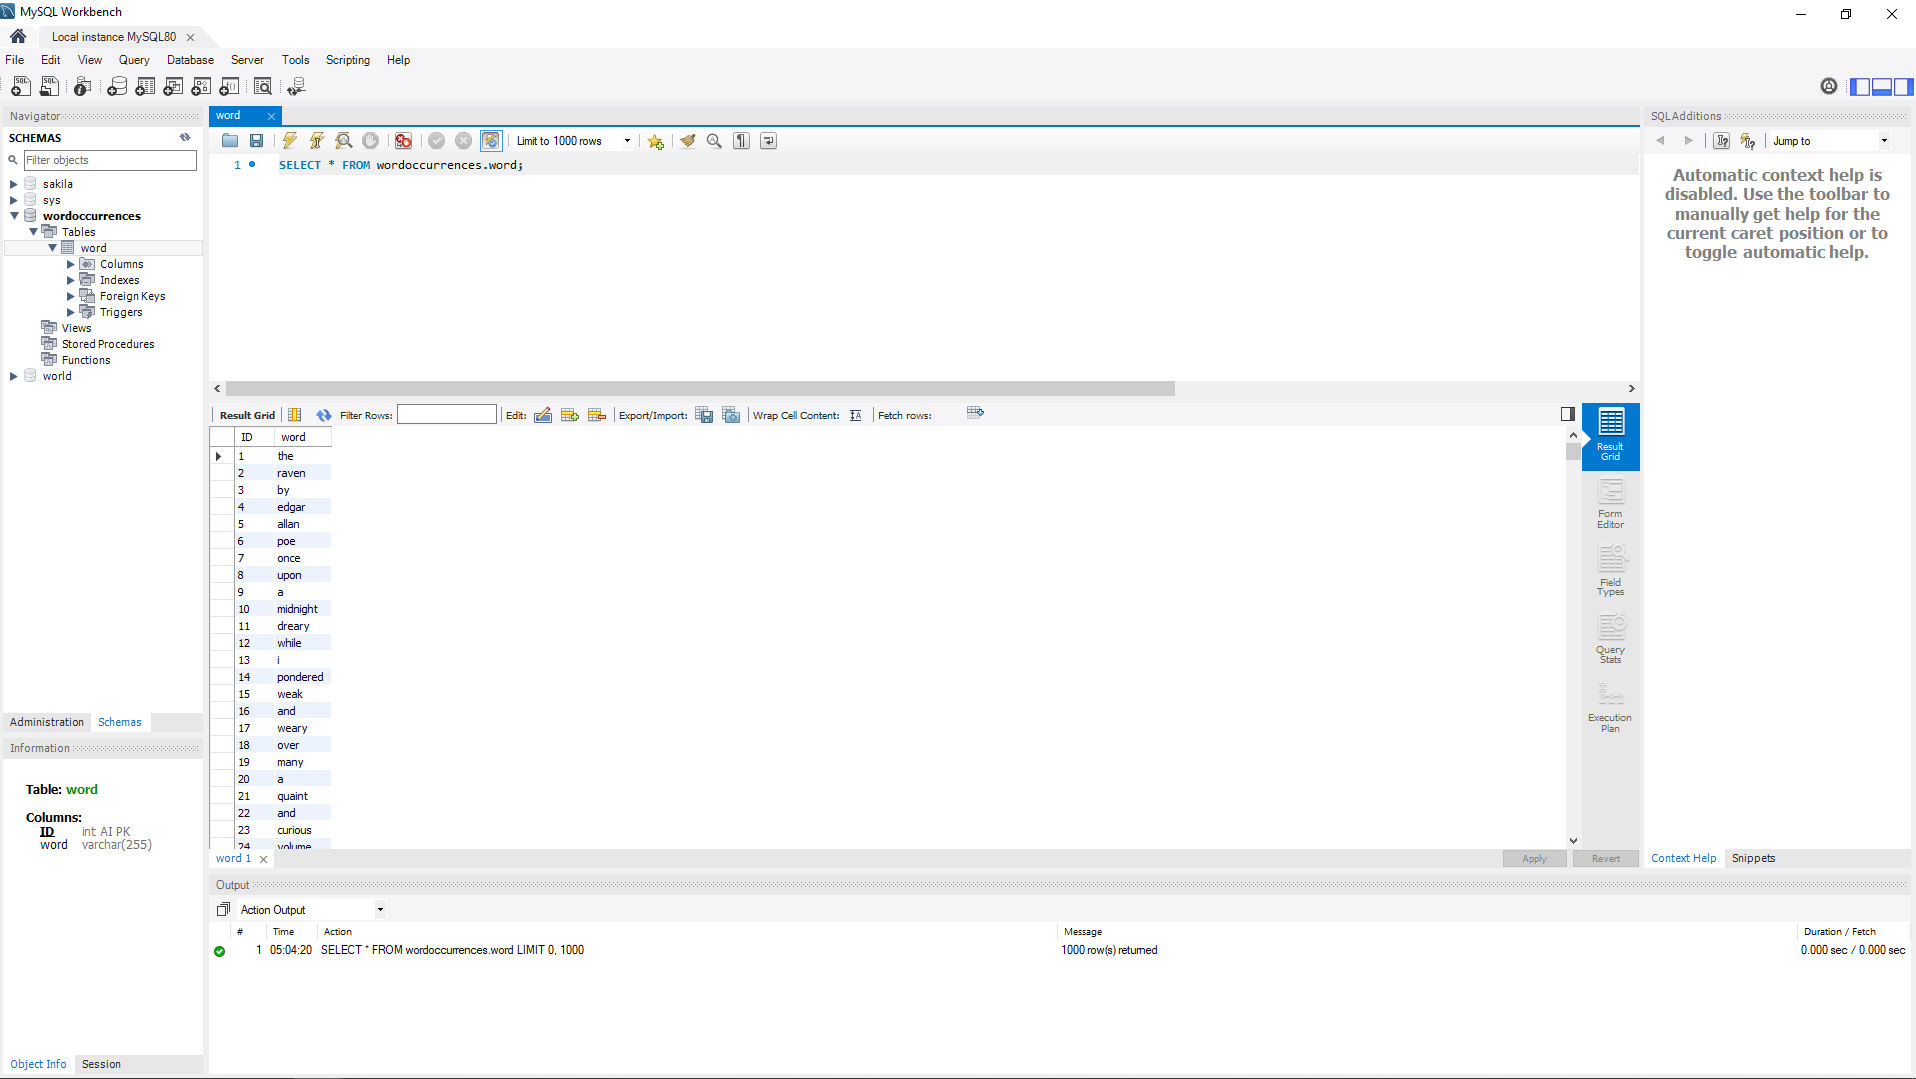 MySQL Workbench
Local instance MySQL80
File Edit View Query Database Server Tools Scripting Help
Navigator
SCHEMAS
Filter objects
sakila
sys
wordoccurrences
Tables
word
Columns
Indexes
Foreign Keys
Triggers
Views
Stored Procedures
Functions
world
Administration Schemas
Information
Table: word
Columns:
ID int AI PK
word varchar(255)
Object Info Session
word
Limit to 1000 rows
1 SELECT * FROM wordoccurrences.word;
Result Grid Filter Rows: Edit: Export/Import: Wrap Cell Content: Fetch rows:
ID word
1 the
2 raven
3 by
4 edgar
5 allan
6 poe
7 once
8 upon
9 a
10 midnight
11 dreary
12 while
13 i
14 pondered
15 weak
16 and
17 weary
18 over
19 many
20 a
21 quaint
22 and
23 curious
24 volume
Result
Grid
Form
Editor
Field
Types
Query
Stats
Execution
Plan
word 1 Apply Revert
SQLAdditions
Jump to
Automatic context help is
disabled. Use the toolbar to
manually get help for the
current caret position or to
toggle automatic help.
Context Help Snippets
Output
Action Output
# Time Action Message Duration / Fetch
1 05:04:20 SELECT * FROM wordoccurrences.word LIMIT 0, 1000 1000 row(s) returned 0.000 sec / 0.000 sec